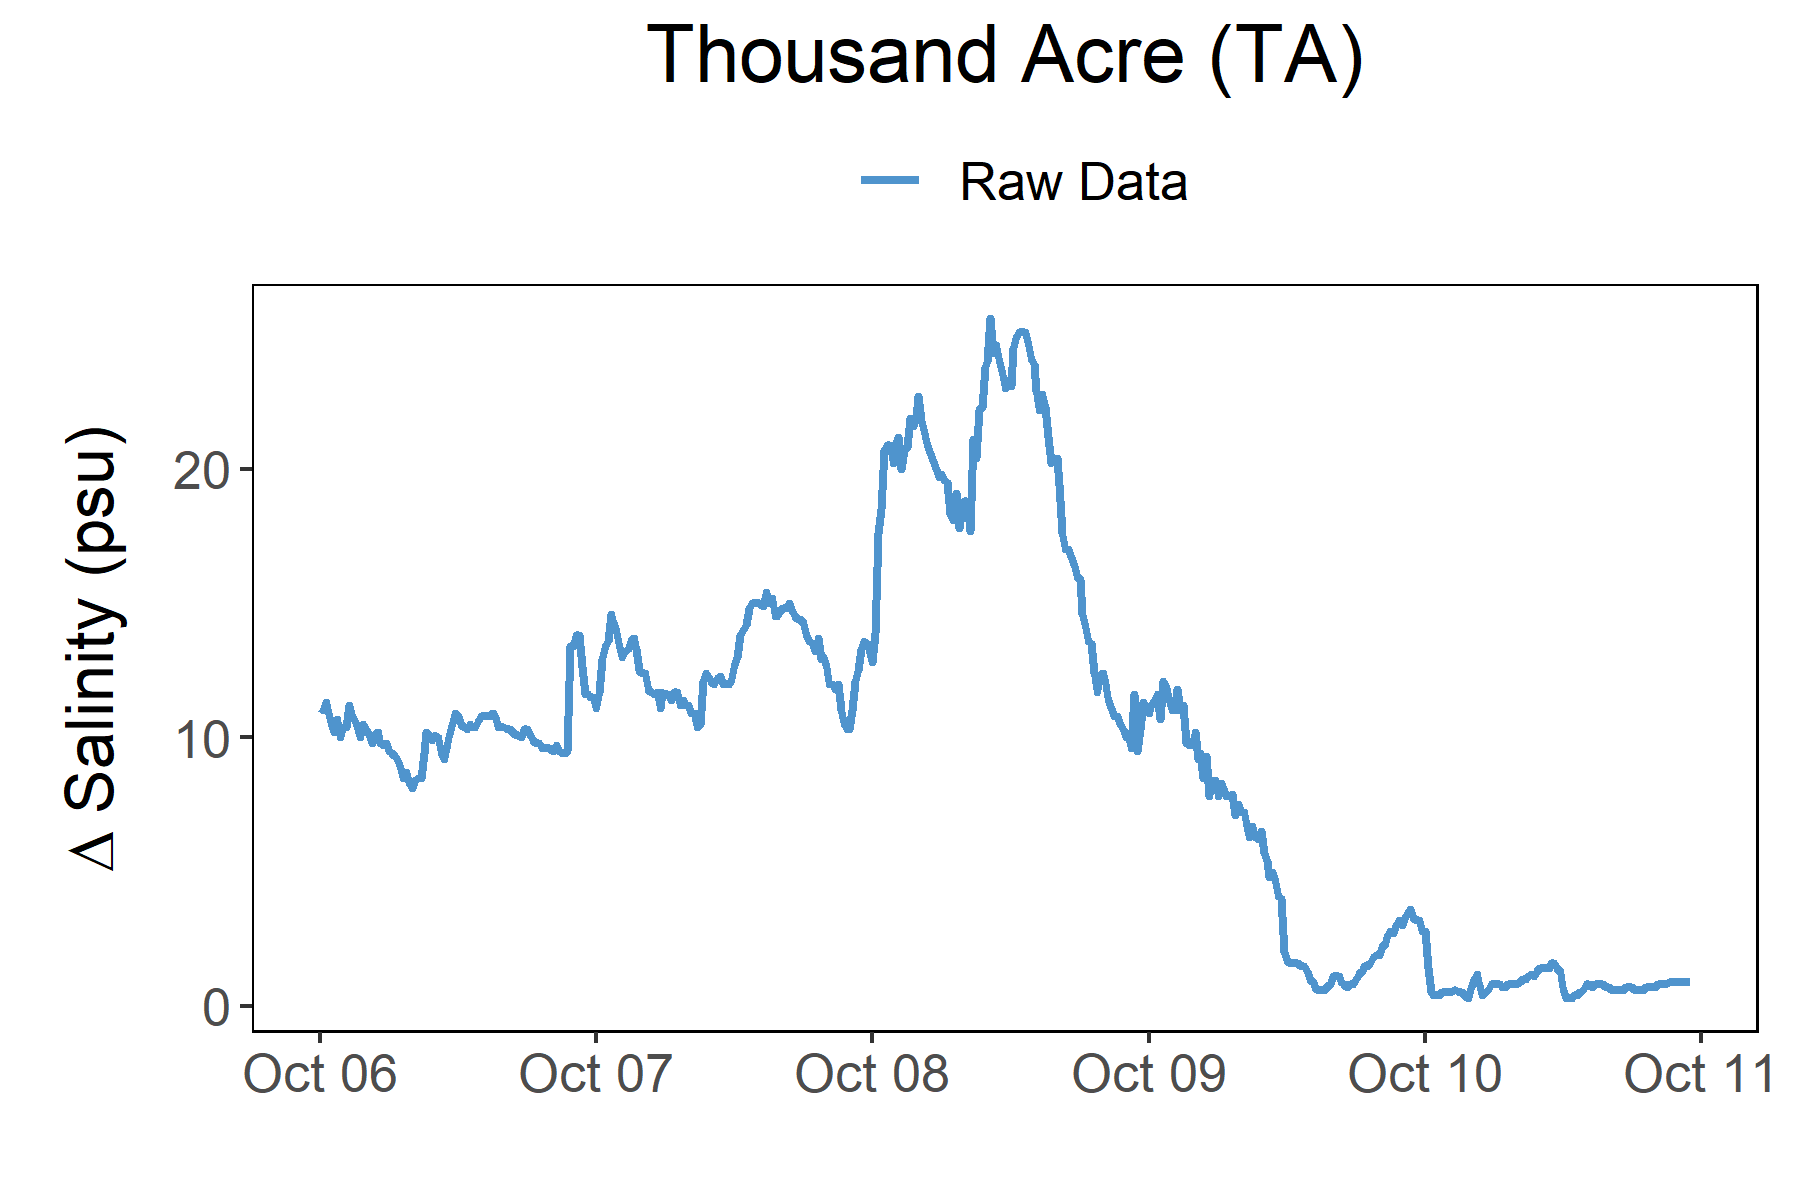 Thousand Acre (TA)
Raw Data
Δ Salinity (psu)
20
10
0
Oct 06 Oct 07 Oct 08 Oct 09 Oct 10 Oct 11